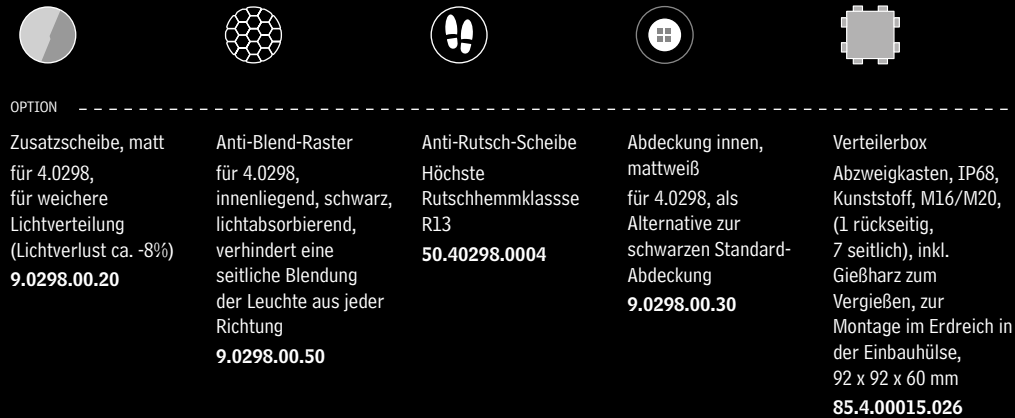 OPTION
Zusatzscheibe, matt
für 4.0298,
für weichere
Lichtverteilung
(Lichtverlust ca. -8%)
9.0298.00.20
Anti-Blend-Raster
für 4.0298,
innenliegend, schwarz,
lichtabsorbierend,
verhindert eine
seitliche Blendung
der Leuchte aus jeder
Richtung
9.0298.00.50
Anti-Rutsch-Scheibe
Höchste
Rutschhemmklassse
R13
50.40298.0004
Abdeckung innen,
mattweiß
für 4.0298, als
Alternative zur
schwarzen Standard-
Abdeckung
9.0298.00.30
Verteilerbox
Abzweigkasten, IP68,
Kunststoff, M16/M20,
(1 rückseitig,
7 seitlich), inkl.
Gießharz zum
Vergießen, zur
Montage im Erdreich in
der Einbauhülse,
92 x 92 x 60 mm
85.4.00015.026